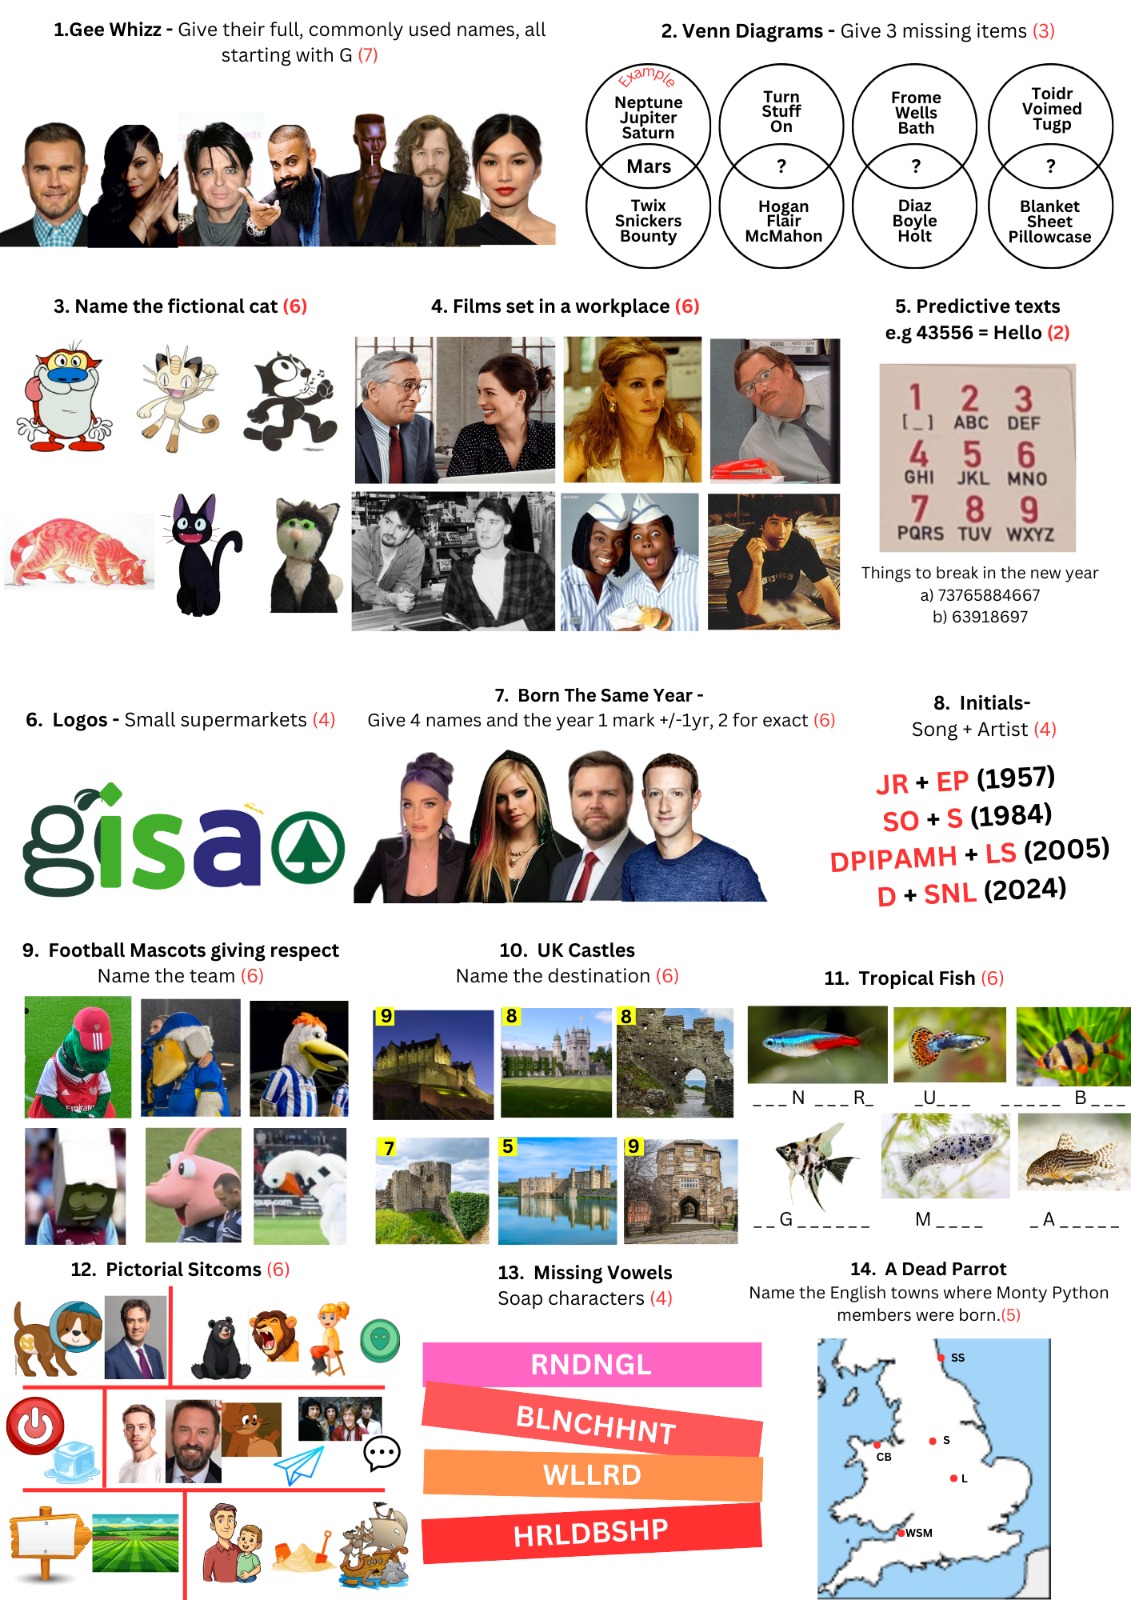 1.Gee Whizz - Give their full, commonly used names, all
starting with G (7)
2. Venn Diagrams - Give 3 missing items (3)
Example
Neptune
Jupiter
Saturn
Mars
Twix
Snickers
Bounty
Turn
Stuff
On
?
Hogan
Flair
McMahon
Frome
Wells
Bath
?
Diaz
Boyle
Holt
Toidr
Voimed
Tugp
?
Blanket
Sheet
Pillowcase
3. Name the fictional cat (6)
4. Films set in a workplace (6)
5. Predictive texts
e.g 43556 = Hello (2)
1 2 3
[_] ABC DEF
4 5 6
GHI JKL MNO
7 8 9
PQRS TUV WXYZ
Things to break in the new year
a) 73765884667
b) 63918697
6. Logos - Small supermarkets (4)
gisa
7. Born The Same Year -
Give 4 names and the year 1 mark +/-1yr, 2 for exact (6)
8. Initials-
Song + Artist (4)
JR + EP (1957)
SO + S (1984)
DPIPAMH + LS (2005)
D + SNL (2024)
9. Football Mascots giving respect
Name the team (6)
10. UK Castles
Name the destination (6)
9
8
8
7
5
9
11. Tropical Fish (6)
_ _ _ N _ _ _ R _
_ U _ _ _
_ _ _ _ _ B _ _ _
_ _ G _ _ _ _ _ _
M _ _ _ _
_ A _ _ _ _ _
12. Pictorial Sitcoms (6)
13. Missing Vowels
Soap characters (4)
RNDNGL
BLNCHHNT
WLLRD
HRLDBSHP
14. A Dead Parrot
Name the English towns where Monty Python
members were born.(5)
SS
S
CB
L
WSM